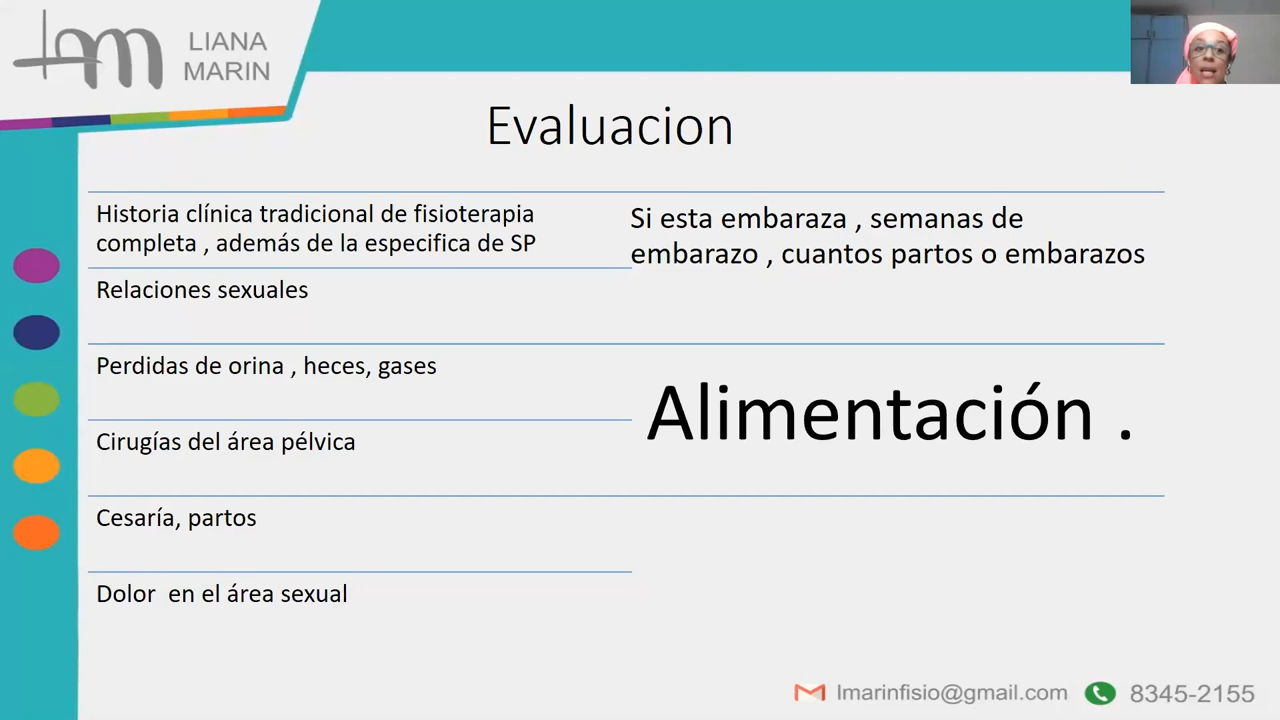 LIANA
MARIN
Evaluacion
Historia clínica tradicional de fisioterapia
completa , además de la especifica de SP
Relaciones sexuales
Perdidas de orina , heces, gases
Cirugías del área pélvica
Cesaría, partos
Dolor  en el área sexual
Si esta embaraza , semanas de
embarazo , cuantos partos o embarazos
Alimentación .
lmarinfisio@gmail.com
8345-2155